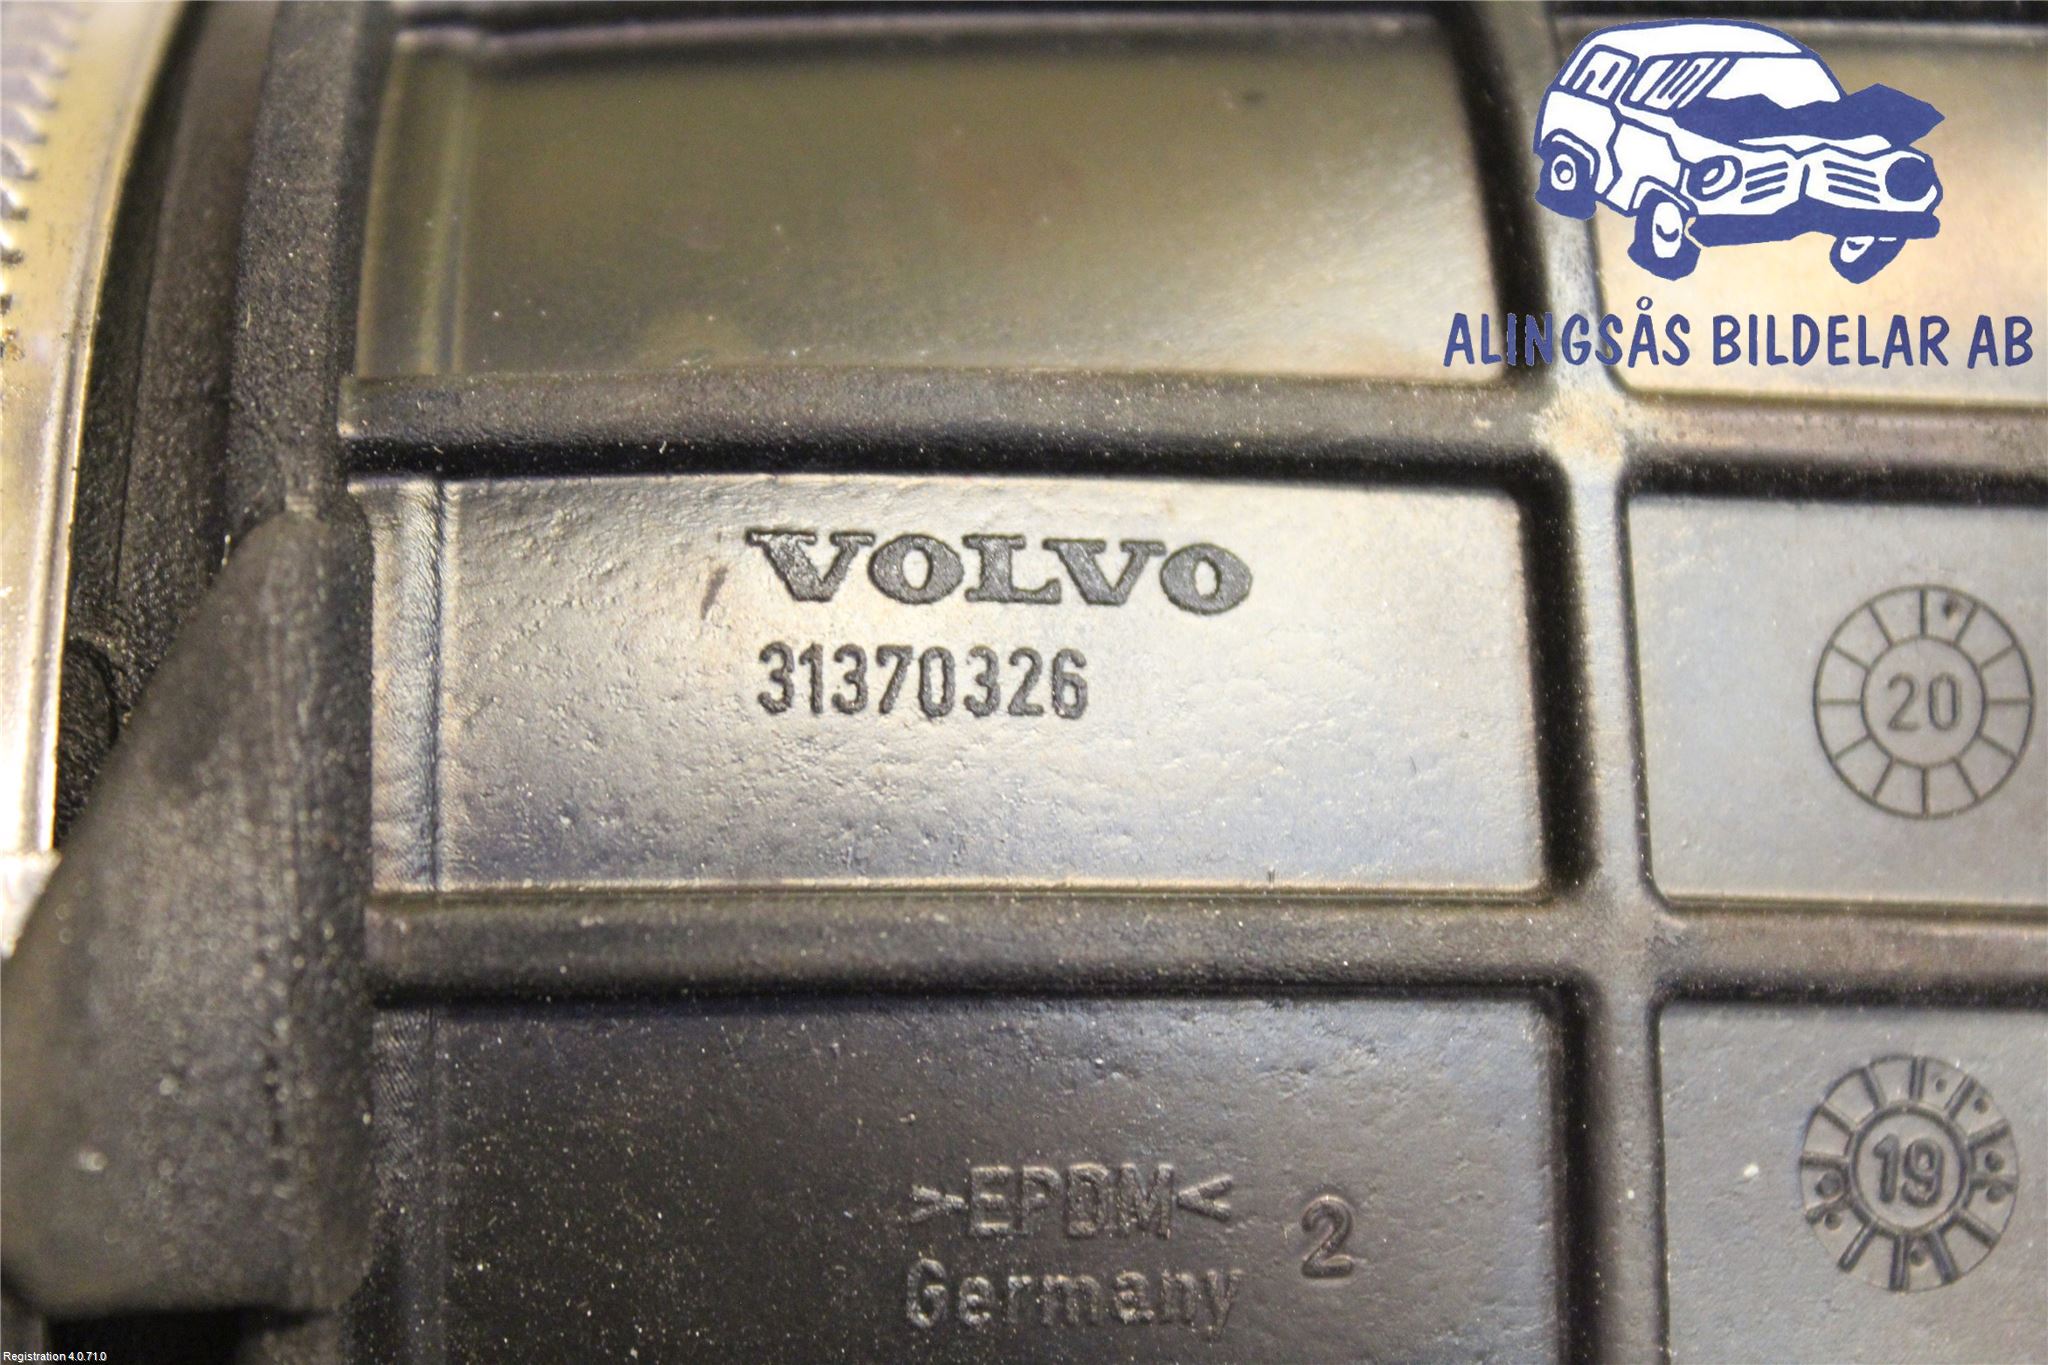 ALINGSÅS BILDELAR AB
VOLVO
31370326
20
19
>EPDM<
2
Germany
Registration 4.0.71.0